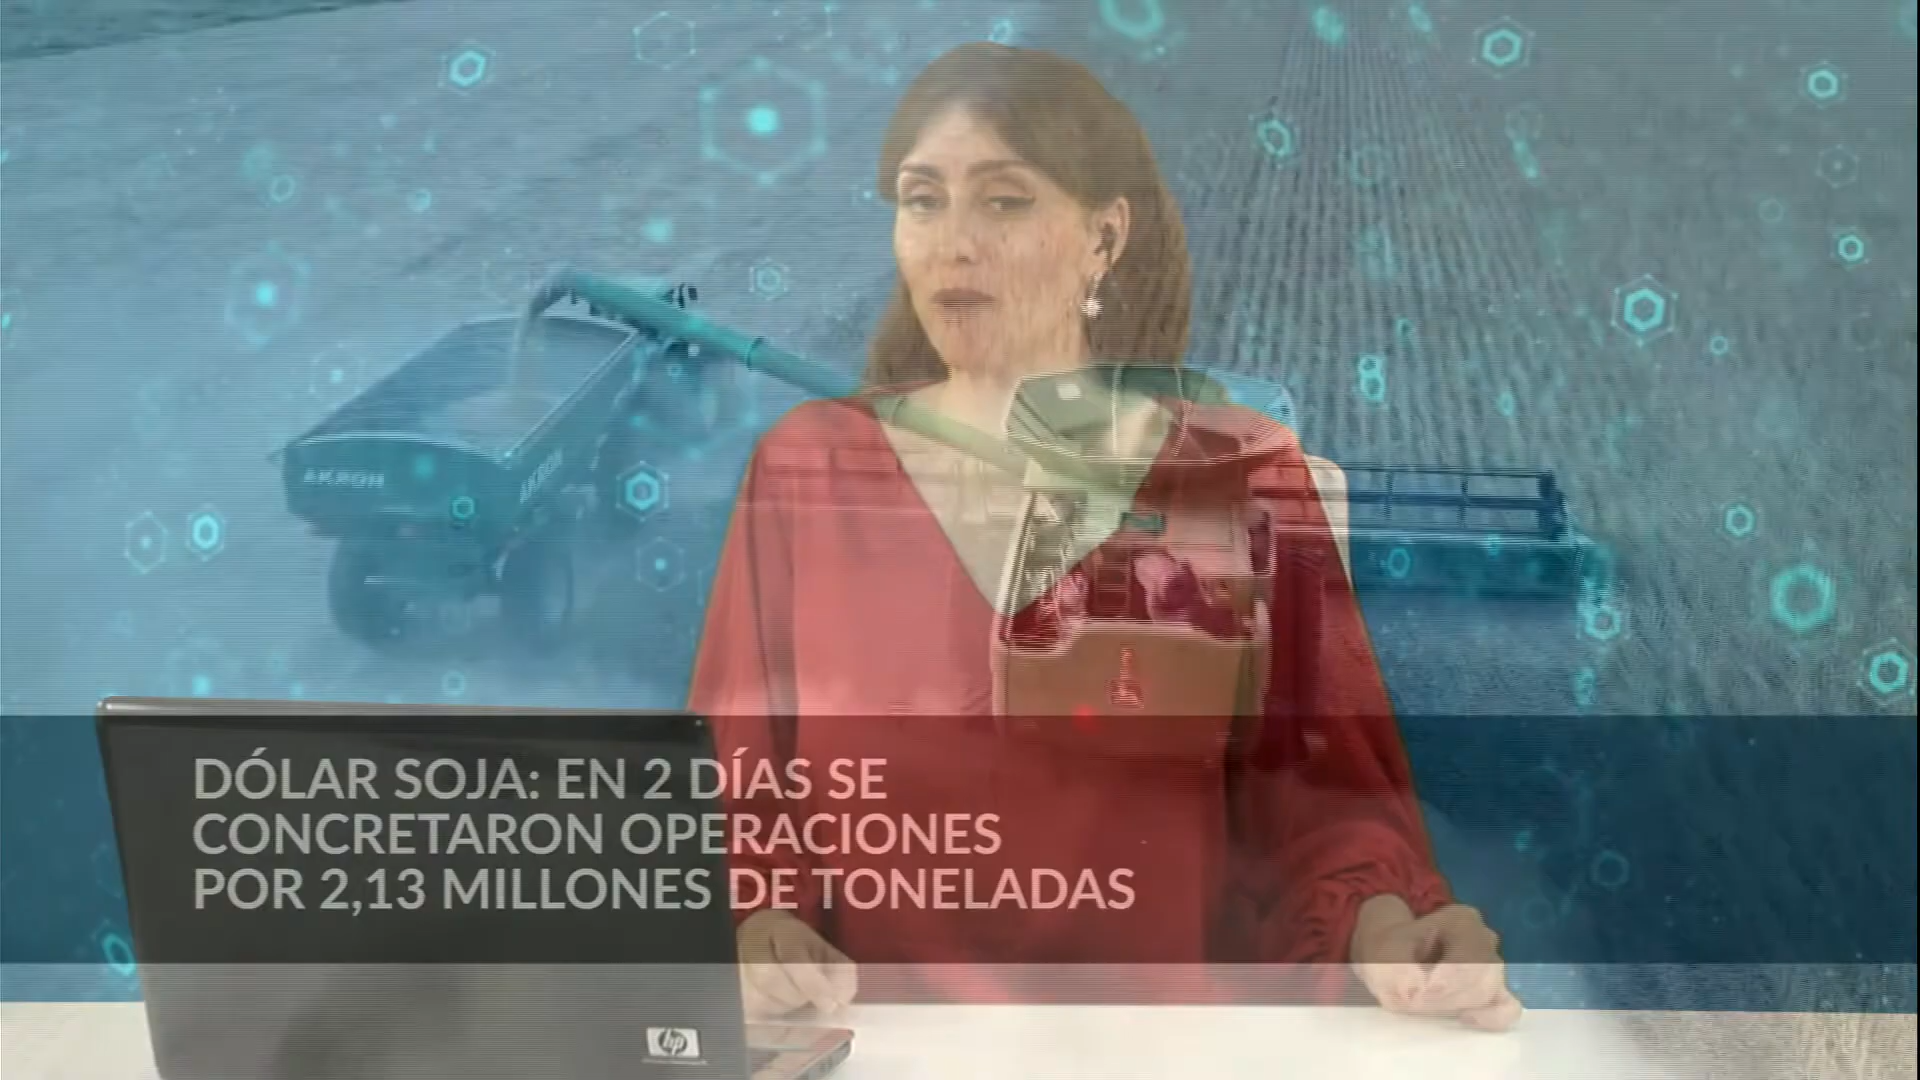 AKRON
AKRON
DÓLAR SOJA: EN 2 DÍAS SE
CONCRETARON OPERACIONES
POR 2,13 MILLONES DE TONELADAS
hp